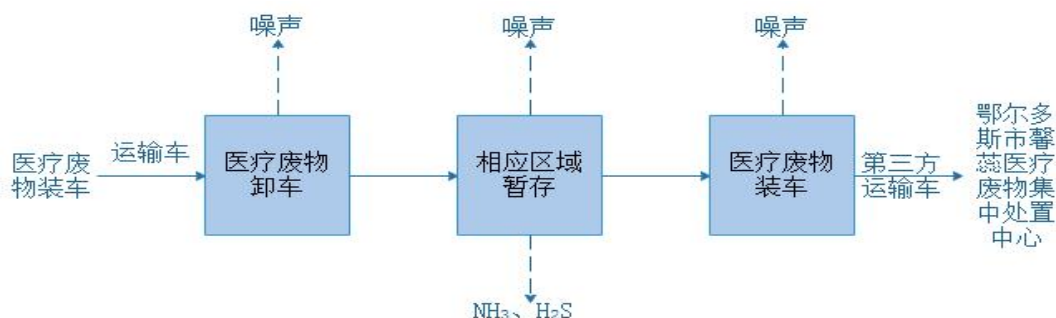 噪声
噪声
噪声
医疗废
物装车
运输车
医疗废物
卸车
相应区域
暂存
医疗废物
装车
第三方
运输车
鄂尔多
斯市馨
蕊医疗
废物集
中处置
中心
NH₃、H₂S